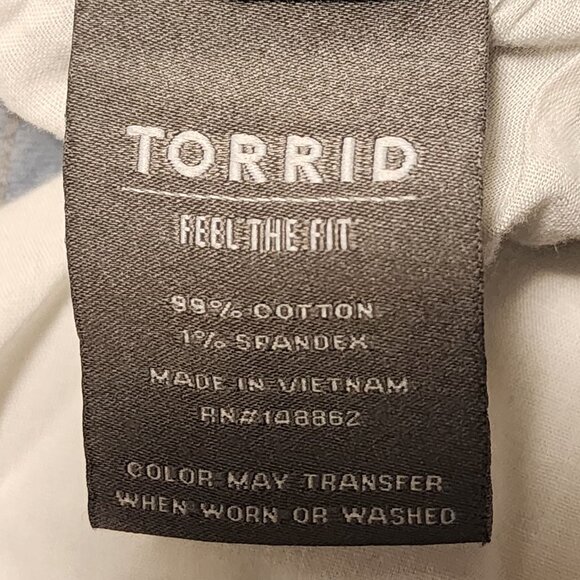 TORRID
FEEL THE FIT
99% COTTON
1% SPANDEX
MADE IN VIETNAM
RN#148862
COLOR MAY TRANSFER
WHEN WORN OR WASHED